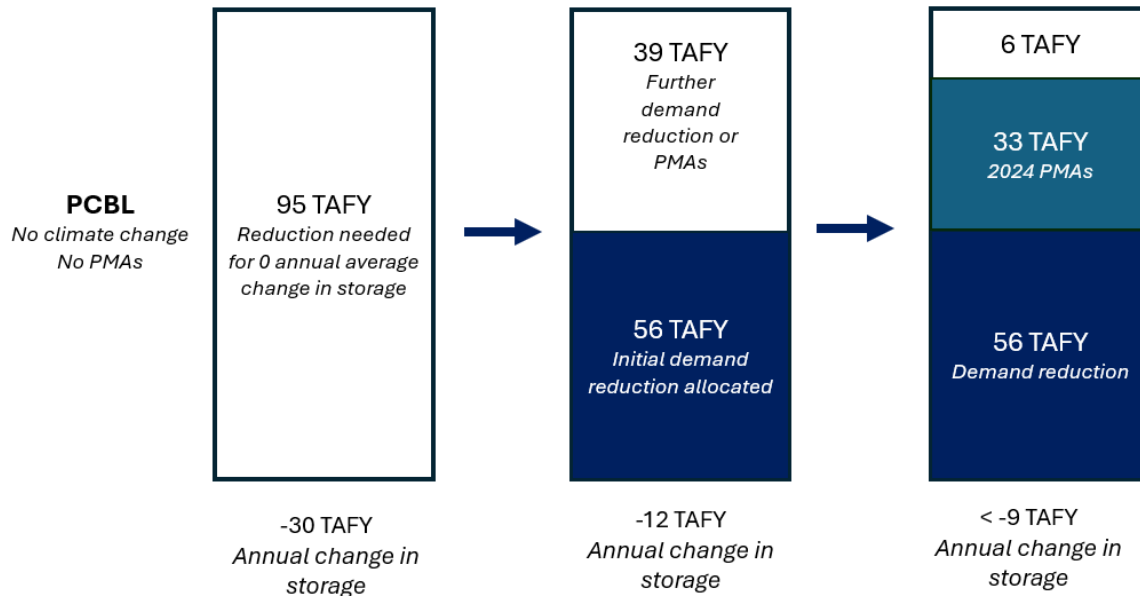 PCBL
No climate change
No PMAs
95 TAFY
Reduction needed
for 0 annual average
change in storage
-30 TAFY
Annual change in
storage
39 TAFY
Further
demand
reduction or
PMAs
56 TAFY
Initial demand
reduction allocated
-12 TAFY
Annual change in
storage
6 TAFY
33 TAFY
2024 PMAs
56 TAFY
Demand reduction
< -9 TAFY
Annual change in
storage